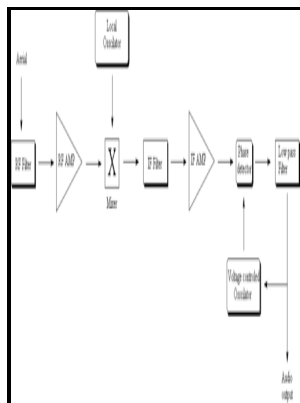 Local
Oscillator
Aerial
RF Filter
RF AMP
X
Mixer
IF Filter
IF AMP
Phase
detector
Low pass
Filter
Voltage controled
Oscillator
Audio
output